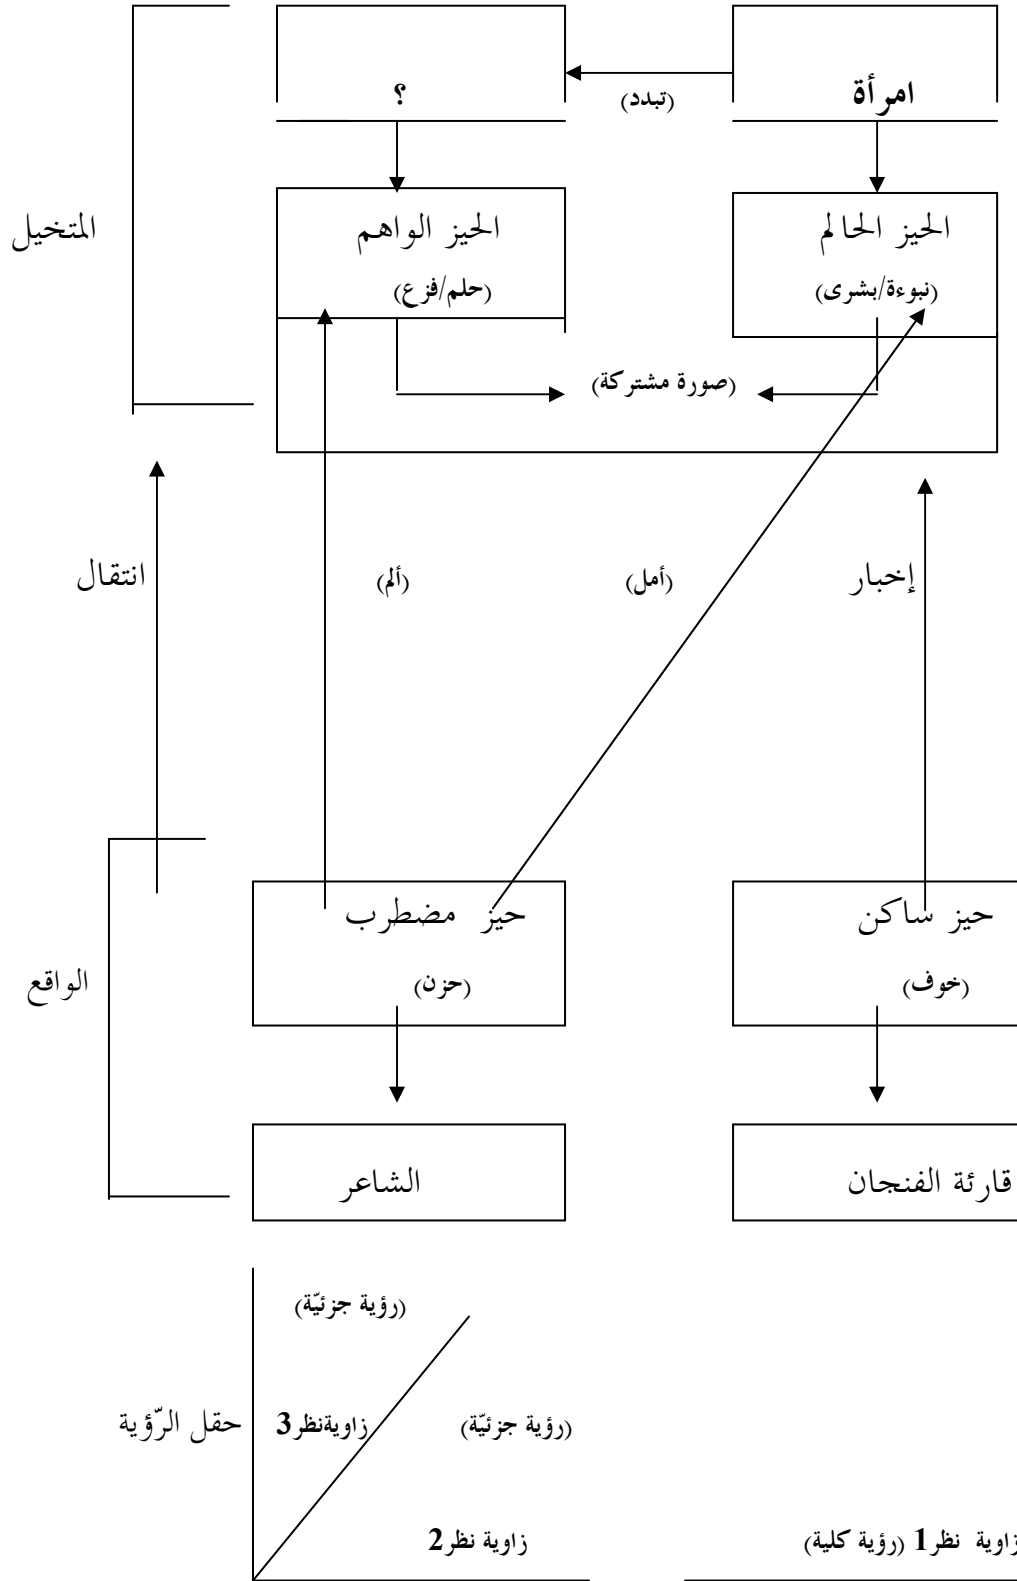 امرأة
(تبدد)
؟
المتخيل
الحيز الحالم
(نبوءة/بشرى)
الحيز الواهم
(حلم/فزع)
(صورة مشتركة)
إخبار
(أمل)
(ألم)
انتقال
حيز ساكن
(خوف)
حيز مضطرب
(حزن)
الواقع
قارئة الفنجان
الشاعر
(رؤية جزئيّة)
(رؤية جزئيّة)
زاويةنظر3
حقل الرّؤية
زاوية نظر1 (رؤية كلية)
زاوية نظر2